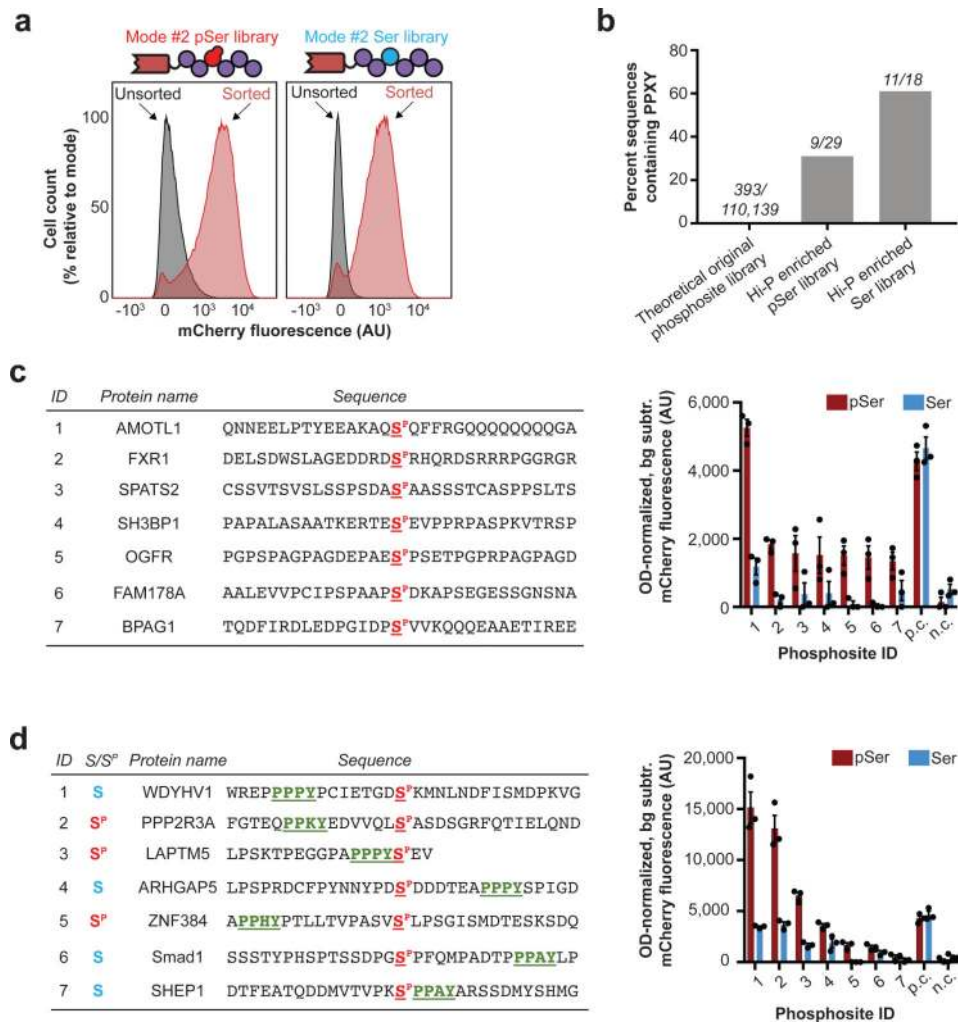 a
Mode #2 pSer library
Mode #2 Ser library
Unsorted
Sorted
Unsorted
Sorted
100
50
0
Cell count
(% relative to mode)
-10³ 0 10³ 10⁴
-10³ 0 10³ 10⁴
mCherry fluorescence (AU)
b
Percent sequences
containing PPXY
80
60
40
20
0
393/
110,139
9/29
11/18
Theoretical original
phosphosite library
Hi-P enriched
pSer library
Hi-P enriched
Ser library
c
ID Protein name Sequence
1 AMOTL1 QNNEELPTYEEAKAQSᴾQFFRGQQQQQQQQGA
2 FXR1 DELSDWSLAGEDDRDSᴾRHQRDSRRRPGGRGR
3 SPATS2 CSSVTSVSLSSPSDASᴾAASSSTCASPPSLTS
4 SH3BP1 PAPALASAATKERTESᴾEVPPRPASPKVTRSP
5 OGFR PGPSPAGPAGDEPAESᴾPSETPGPRPAGPAGD
6 FAM178A AALEVVPCIPSPAAPSᴾDKAPSEGESSGNSNA
7 BPAG1 TQDFIRDLEDPGIDPSᴾVVKQQQEAAETIREE
OD-normalized, bg subtr.
mCherry fluorescence (AU)
6,000
4,000
2,000
0
pSer Ser
1 2 3 4 5 6 7 p.c. n.c.
Phosphosite ID
d
ID S/Sᴾ Protein name Sequence
1 S WDYHV1 WREPPPPYPCIETGDSᴾKMNLNDFISMDPKVG
2 Sᴾ PPP2R3A FGTEQPPKYEDVVQLSᴾASDSGRFQTIELQND
3 Sᴾ LAPTM5 LPSKTPEGGPAPPPYSᴾEV
4 S ARHGAP5 LPSPRDCFPYNNYPDSᴾDDDTEAPPPYSPIGD
5 Sᴾ ZNF384 APPHYPTLLTVPASVSᴾLPSGISMDTESKSDQ
6 S Smad1 SSSTYPHSPTSSDPGSᴾPFQMPADTPPPAYLP
7 S SHEP1 DTFEATQDDMVTVPKSᴾPPAYARSSDMYSHMG
OD-normalized, bg subtr.
mCherry fluorescence (AU)
20,000
15,000
10,000
5,000
0
pSer Ser
1 2 3 4 5 6 7 p.c. n.c.
Phosphosite ID